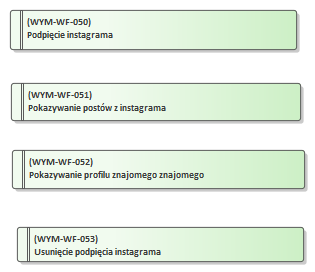 (WYM-WF-050)
Podpięcie instagrama
(WYM-WF-051)
Pokazywanie postów z instagrama
(WYM-WF-052)
Pokazywanie profilu znajomego znajomego
(WYM-WF-053)
Usunięcie podpięcia instagrama